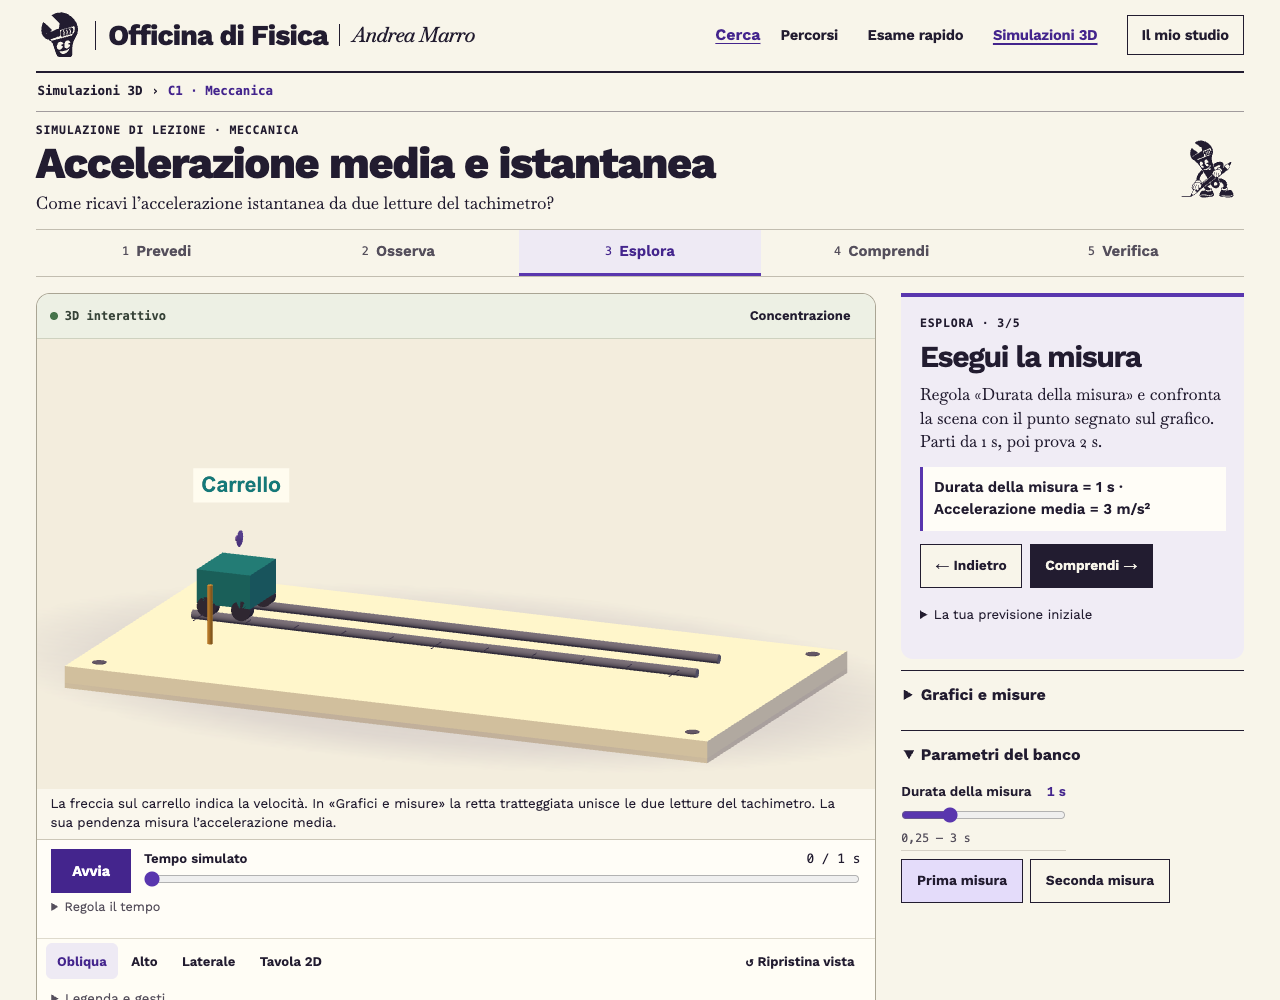 Officina di Fisica
Andrea Marro
Cerca
Percorsi
Esame rapido
Simulazioni 3D
Il mio studio
Simulazioni 3D › C1 · Meccanica
SIMULAZIONE DI LEZIONE · MECCANICA
Accelerazione media e istantanea
Come ricavi l’accelerazione istantanea da due letture del tachimetro?
1 Prevedi
2 Osserva
3 Esplora
4 Comprendi
5 Verifica
3D interattivo
Concentrazione
Carrello
La freccia sul carrello indica la velocità. In «Grafici e misure» la retta tratteggiata unisce le due letture del tachimetro. La
sua pendenza misura l’accelerazione media.
Avvia
Tempo simulato
0 / 1 s
▶ Regola il tempo
Obliqua
Alto
Laterale
Tavola 2D
↺ Ripristina vista
▶ Legenda e gesti
ESPLORA · 3/5
Esegui la misura
Regola «Durata della misura» e confronta
la scena con il punto segnato sul grafico.
Parti da 1 s, poi prova 2 s.
Durata della misura = 1 s ·
Accelerazione media = 3 m/s²
← Indietro
Comprendi →
▶ La tua previsione iniziale
▶ Grafici e misure
▼ Parametri del banco
Durata della misura 1 s
0,25 — 3 s
Prima misura
Seconda misura